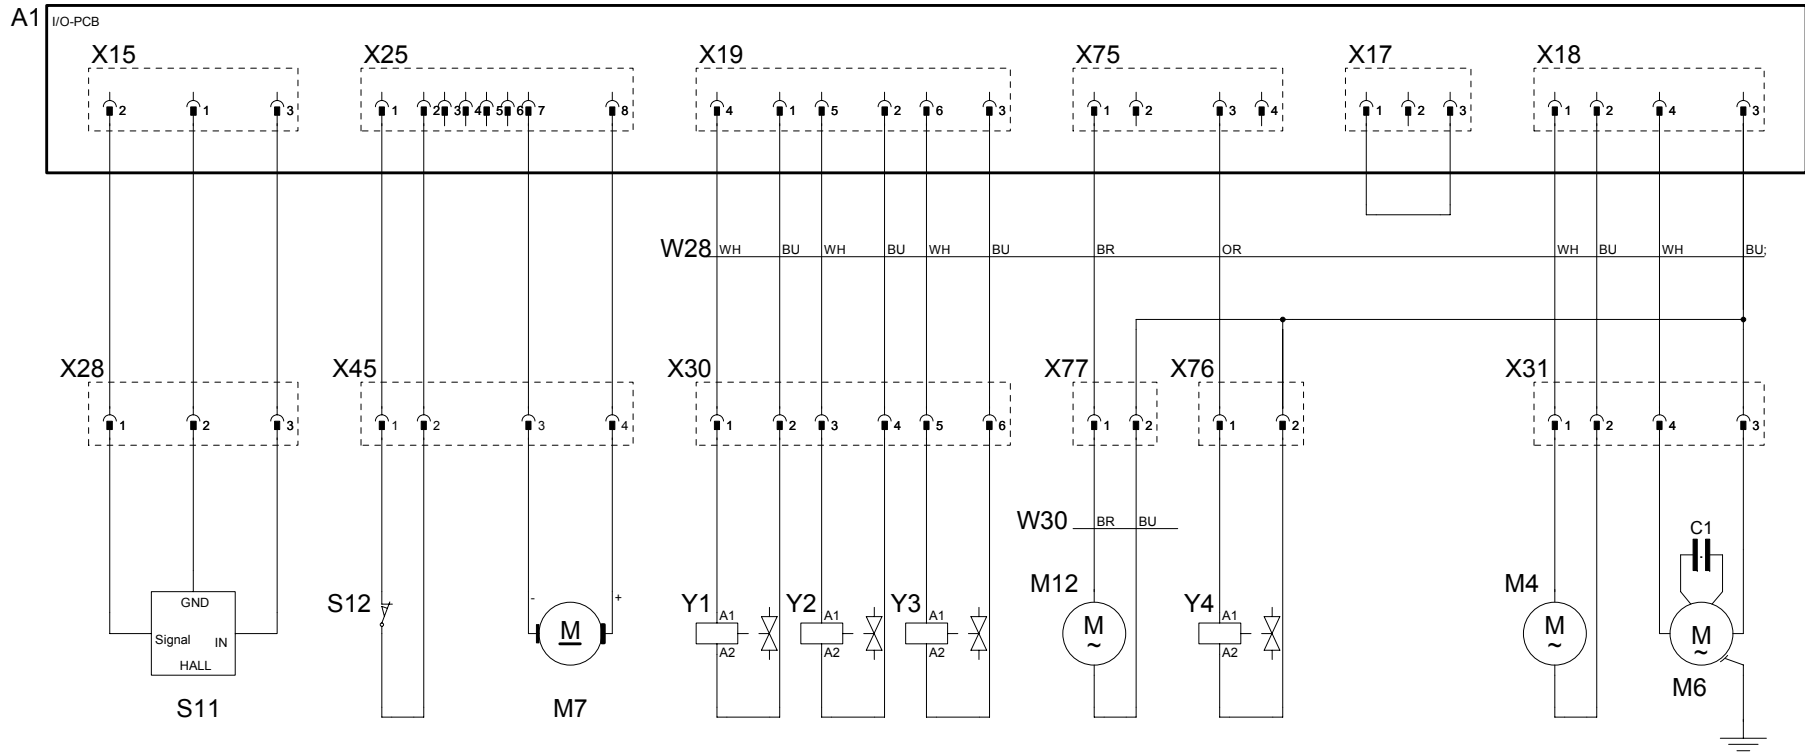 A1 I/O-PCB
X15 X25 X19 X75 X17 X18
2 1 3 1 2 3 4 5 6 7 8 4 1 5 2 6 3 1 2 3 4 1 2 3 1 2 4 3
W28 WH BU WH BU WH BU BR OR WH BU WH BU;
X28 X45 X30 X77 X76 X31
1 2 3 1 2 3 4 1 2 3 4 5 6 1 2 1 2 1 2 4 3
W30 BR BU
C1
M12 M4
GND S12 - + Y1 A1 Y2 A1 Y3 A1 Y4 A1
Signal IN M M ~ M ~ M ~
HALL A2 A2 A2 A2
S11 M7 M6